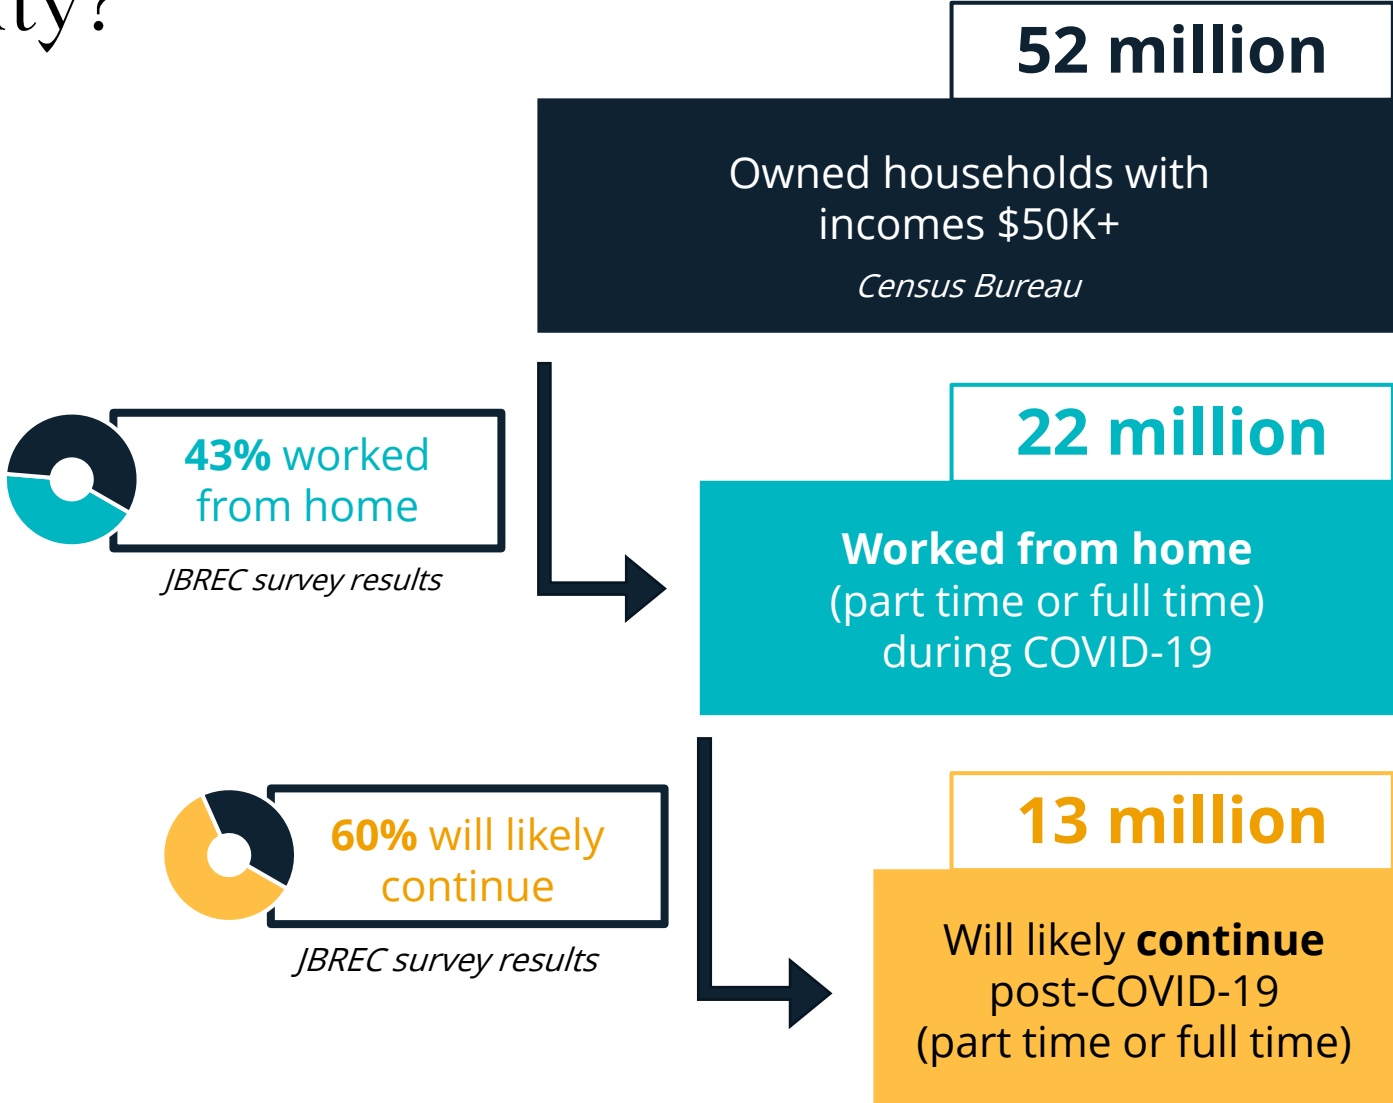 52 million
Owned households with
incomes $50K+
Census Bureau
43% worked
from home
JBREC survey results
22 million
Worked from home
(part time or full time)
during COVID-19
60% will likely
continue
JBREC survey results
13 million
Will likely continue
post-COVID-19
(part time or full time)